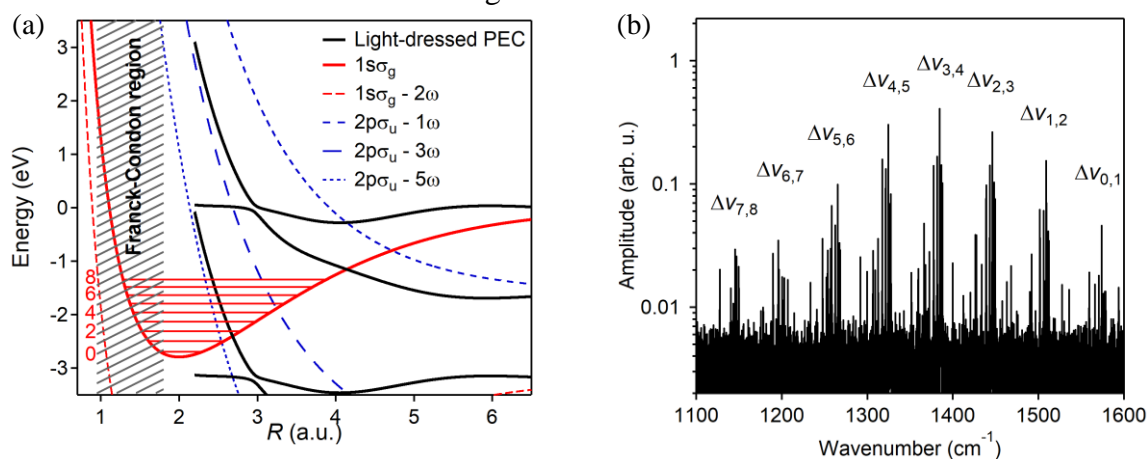 (a)
Energy (eV)
3
2
1
0
-1
-2
-3
Franck-Condon region
Light-dressed PEC
1sσg
1sσg - 2ω
2pσu - 1ω
2pσu - 3ω
2pσu - 5ω
8
6
4
2
0
1 2 3 4 5 6
R (a.u.)
(b)
Amplitude (arb. u.)
1
0.1
0.01
Δv3,4
Δv4,5
Δv2,3
Δv5,6
Δv1,2
Δv6,7
Δv0,1
Δv7,8
1100 1200 1300 1400 1500 1600
Wavenumber (cm-1)